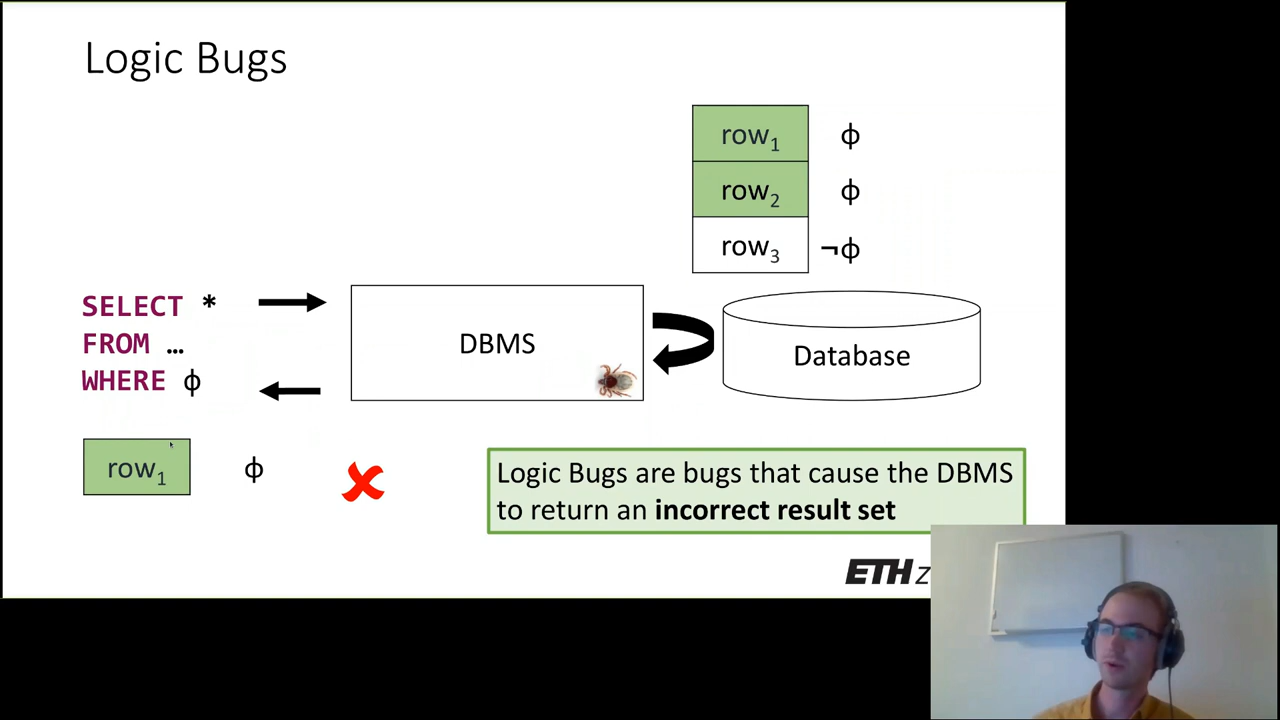 Logic Bugs
row1 ϕ
row2 ϕ
row3 ¬ϕ
SELECT *
FROM …
WHERE ϕ
DBMS
Database
row1 ϕ
Logic Bugs are bugs that cause the DBMS
to return an incorrect result set
ETH z